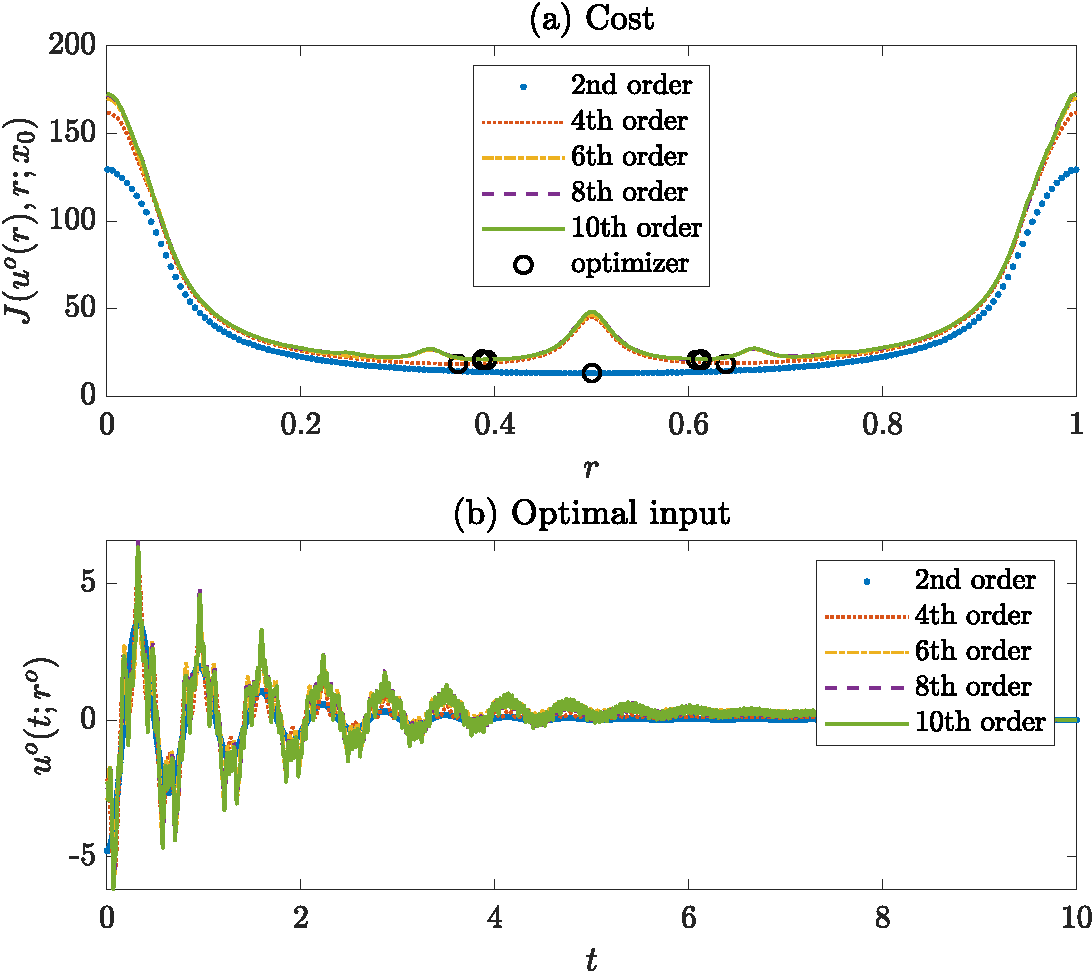 (a) Cost
J(u^o(r), r; x_0)
200
150
100
50
0
2nd order
4th order
6th order
8th order
10th order
optimizer
0 0.2 0.4 0.6 0.8 1
r
(b) Optimal input
u^o(t; r^o)
5
0
-5
2nd order
4th order
6th order
8th order
10th order
0 2 4 6 8 10
t